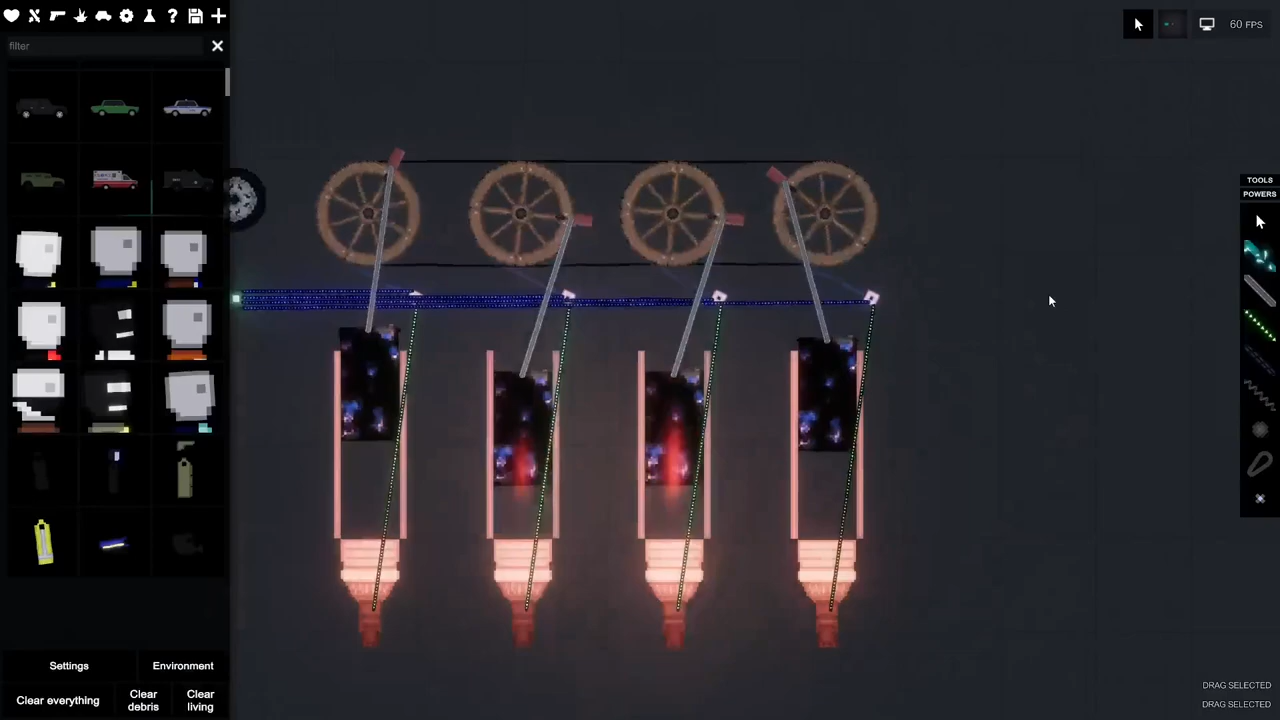 60 FPS
filter
TOOLS
POWERS
Settings
Environment
Clear everything
Clear
debris
Clear
living
DRAG SELECTED
DRAG SELECTED